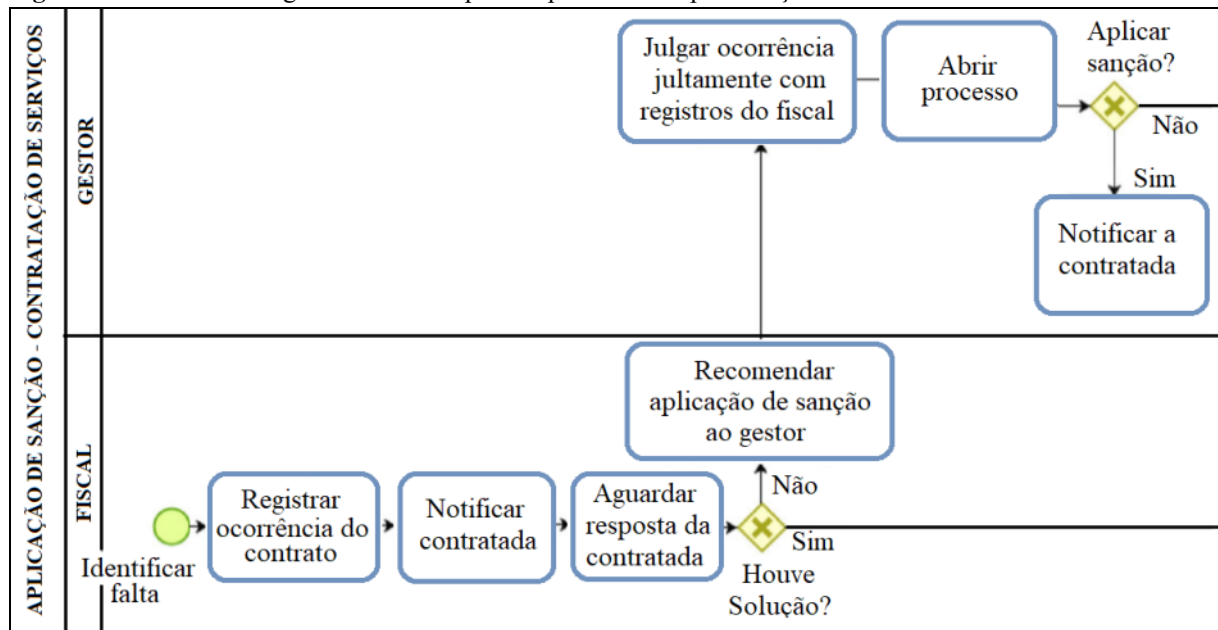 APLICAÇÃO DE SANÇÃO - CONTRATAÇÃO DE SERVIÇOS
GESTOR
Julgar ocorrência
jultamente com
registros do fiscal
Abrir
processo
Aplicar
sanção?
Não
Sim
Notificar a
contratada
FISCAL
Recomendar
aplicação de sanção
ao gestor
Identificar
falta
Registrar
ocorrência do
contrato
Notificar
contratada
Aguardar
resposta da
contratada
Não
Sim
Houve
Solução?